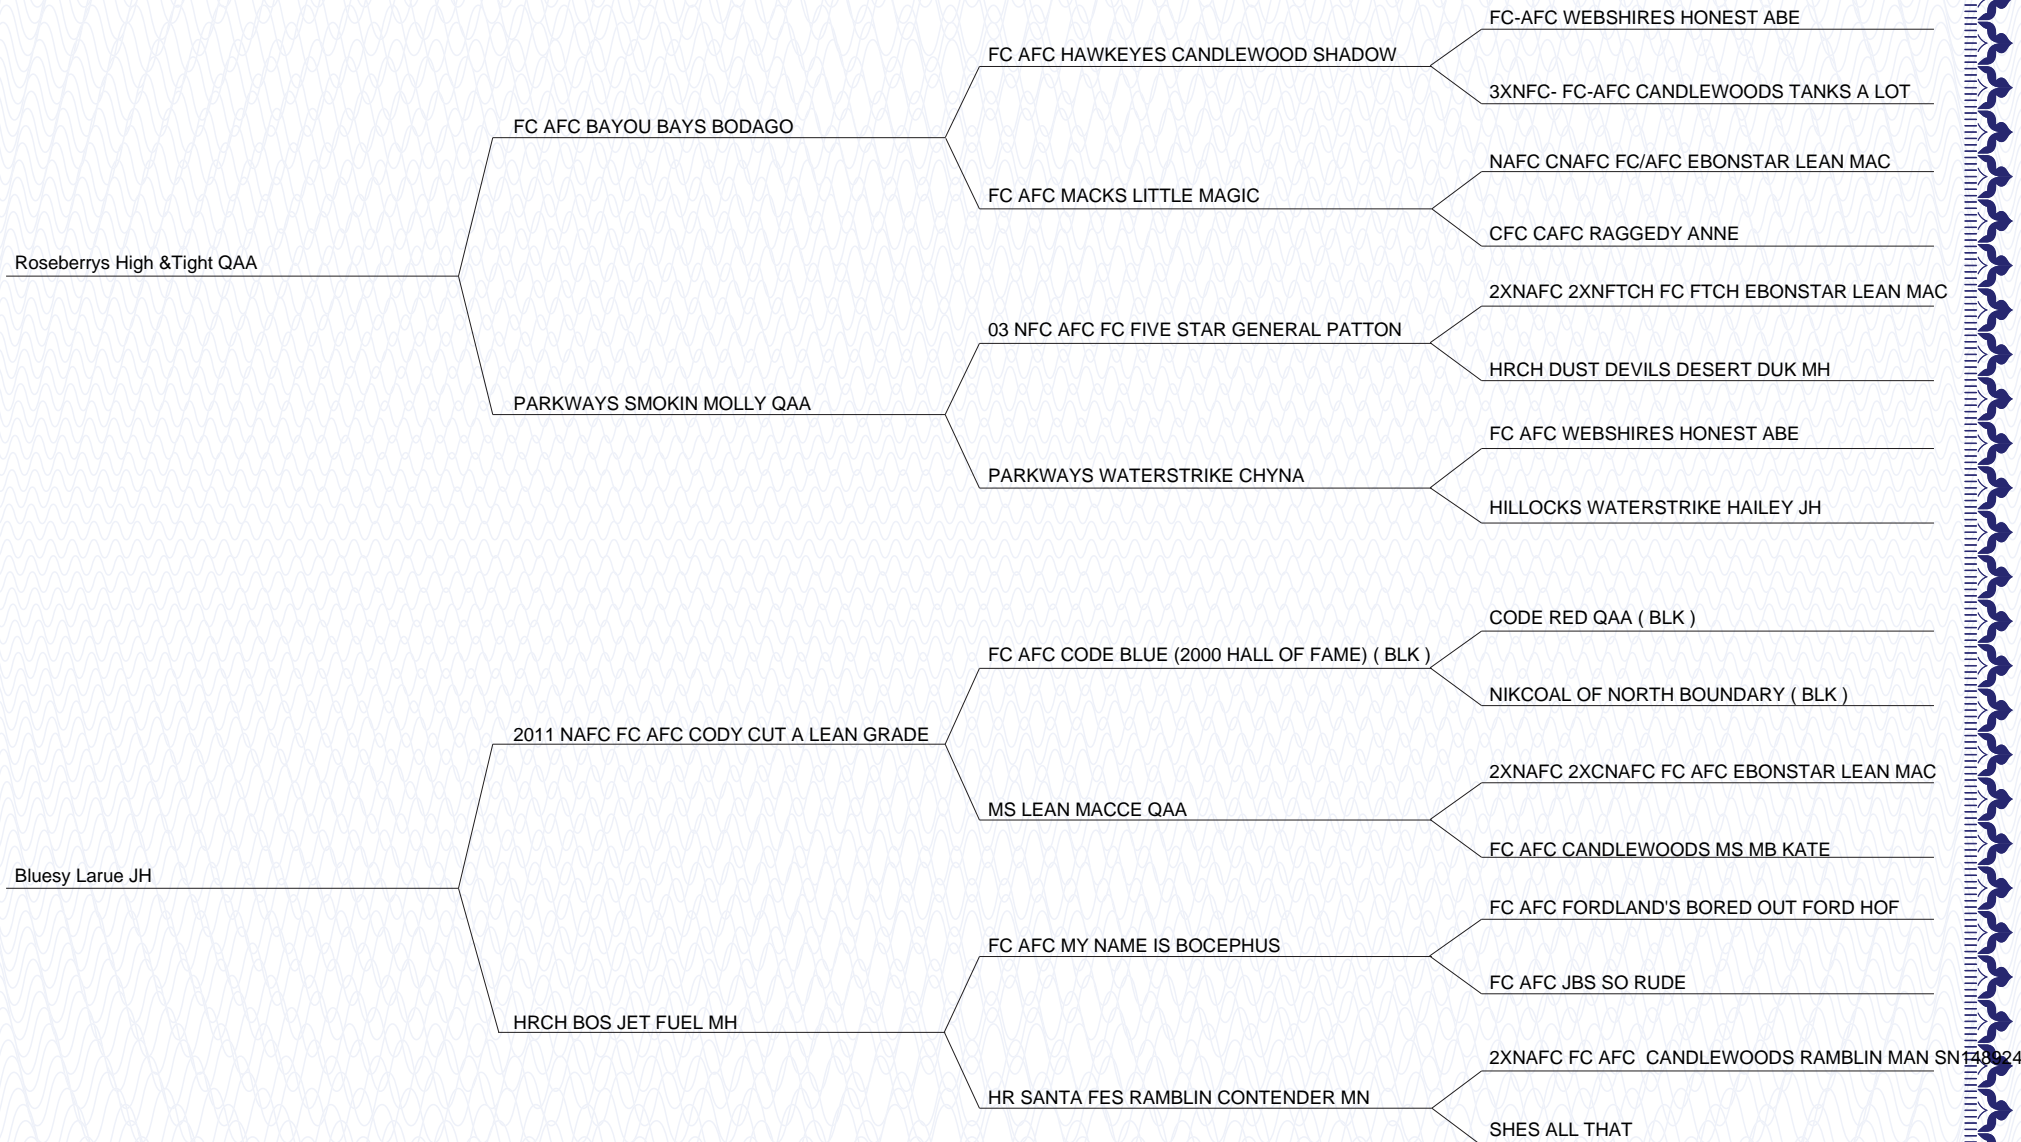 FC-AFC WEBSHIRES HONEST ABE
FC AFC HAWKEYES CANDLEWOOD SHADOW
3XNFC- FC-AFC CANDLEWOODS TANKS A LOT
FC AFC BAYOU BAYS BODAGO
NAFC CNAFC FC/AFC EBONSTAR LEAN MAC
FC AFC MACKS LITTLE MAGIC
CFC CAFC RAGGEDY ANNE
Roseberrys High &Tight QAA
2XNAFC 2XNFTCH FC FTCH EBONSTAR LEAN MAC
03 NFC AFC FC FIVE STAR GENERAL PATTON
HRCH DUST DEVILS DESERT DUK MH
PARKWAYS SMOKIN MOLLY QAA
FC AFC WEBSHIRES HONEST ABE
PARKWAYS WATERSTRIKE CHYNA
HILLOCKS WATERSTRIKE HAILEY JH
CODE RED QAA ( BLK )
FC AFC CODE BLUE (2000 HALL OF FAME) ( BLK )
NIKCOAL OF NORTH BOUNDARY ( BLK )
2011 NAFC FC AFC CODY CUT A LEAN GRADE
2XNAFC 2XCNAFC FC AFC EBONSTAR LEAN MAC
MS LEAN MACCE QAA
FC AFC CANDLEWOODS MS MB KATE
Bluesy Larue JH
FC AFC FORDLAND'S BORED OUT FORD HOF
FC AFC MY NAME IS BOCEPHUS
FC AFC JBS SO RUDE
HRCH BOS JET FUEL MH
2XNAFC FC AFC  CANDLEWOODS RAMBLIN MAN SN148924
HR SANTA FES RAMBLIN CONTENDER MN
SHES ALL THAT